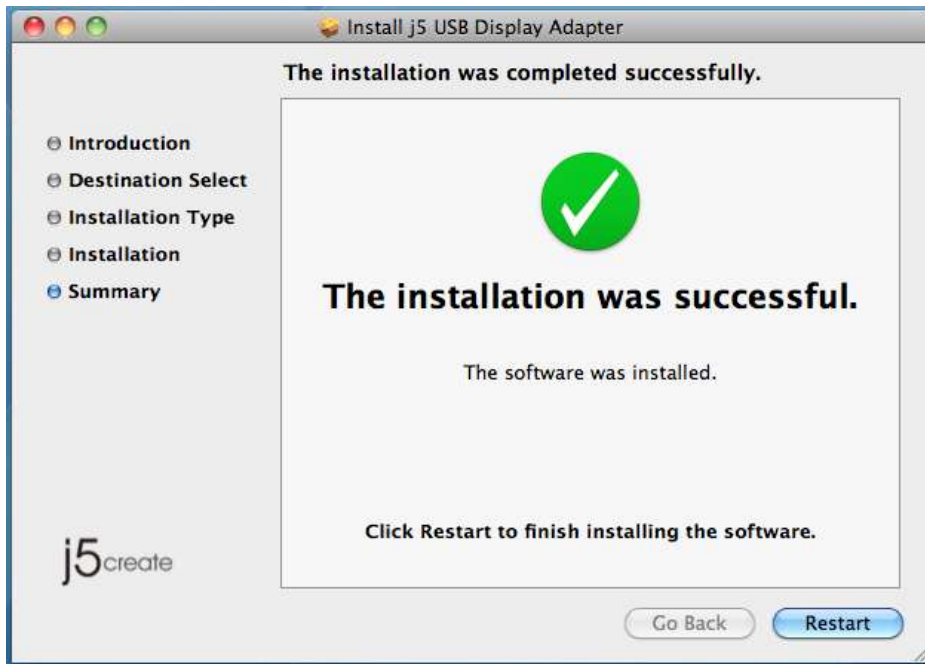 Install j5 USB Display Adapter
The installation was completed successfully.
Introduction
Destination Select
Installation Type
Installation
Summary
The installation was successful.
The software was installed.
Click Restart to finish installing the software.
j5create
Go Back
Restart